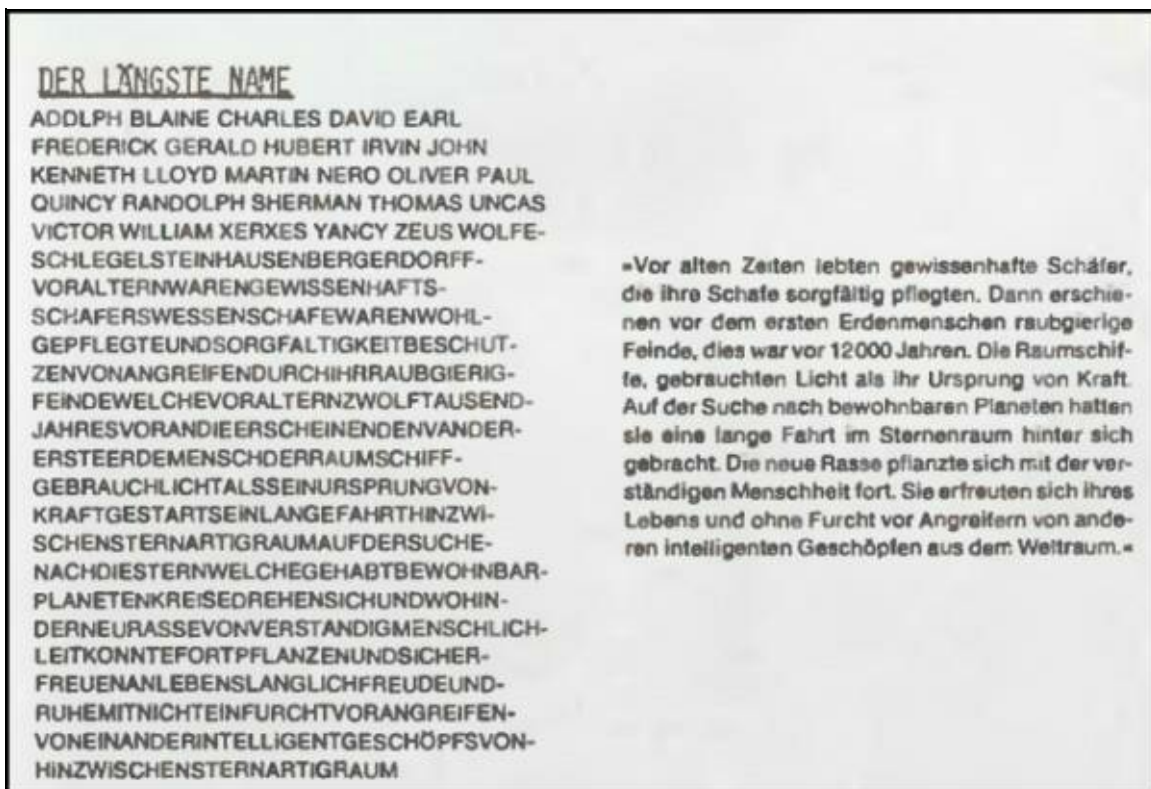 DER LÄNGSTE NAME
ADOLPH BLAINE CHARLES DAVID EARL
FREDERICK GERALD HUBERT IRVIN JOHN
KENNETH LLOYD MARTIN NERO OLIVER PAUL
QUINCY RANDOLPH SHERMAN THOMAS UNCAS
VICTOR WILLIAM XERXES YANCY ZEUS WOLFE-
SCHLEGELSTEINHAUSENBERGERDORFF-
VORALTERNWARENGEWISSENHAFTS-
SCHAFERSWESSENSCHAFEWARENWOHL-
GEPFLEGTEUNDSORGFALTIGKEITBESCHUT-
ZENVONANGREIFENDURCHIHRRAUBGIERIG-
FEINDEWELCHEVORALTERNZWOLFTAUSEND-
JAHRESVORANDIEERSCHEINENDENVANDER-
ERSTEERDEMENSCHDERRAUMSCHIFF-
GEBRAUCHLICHTALSSEINURSPRUNGVON-
KRAFTGESTARTSEINLANGEFAHRTHINZWI-
SCHENSTERNARTIGRAUMAUFDERSUCHE-
NACHDIESTERNWELCHEGEHABTBEWOHNBAR-
PLANETENKREISEDREHENSICHUNDWOHIN-
DERNEURASSEVONVERSTANDIGMENSCHLICH-
LEITKONNTEFORTPFLANZENUNDSICHER-
FREUENANLEBENSLANGLICHFREUDEUND-
RUHEMITNICHTEINFURCHTVORANGREIFEN-
VONEINANDERINTELLIGENTGESCHÖPFSVON-
HINZWISCHENSTERNARTIGRAUM
»Vor alten Zeiten lebten gewissenhafte Schäfer,
die ihre Schafe sorgfältig pflegten. Dann erschie-
nen vor dem ersten Erdenmenschen raubgierige
Feinde, dies war vor 12000 Jahren. Die Raumschif-
fe, gebrauchten Licht als ihr Ursprung von Kraft.
Auf der Suche nach bewohnbaren Planeten hatten
sie eine lange Fahrt im Sternenraum hinter sich
gebracht. Die neue Rasse pflanzte sich mit der ver-
ständigen Menschheit fort. Sie erfreuten sich ihres
Lebens und ohne Furcht vor Angreifern von ande-
ren intelligenten Geschöpfen aus dem Weltraum.«